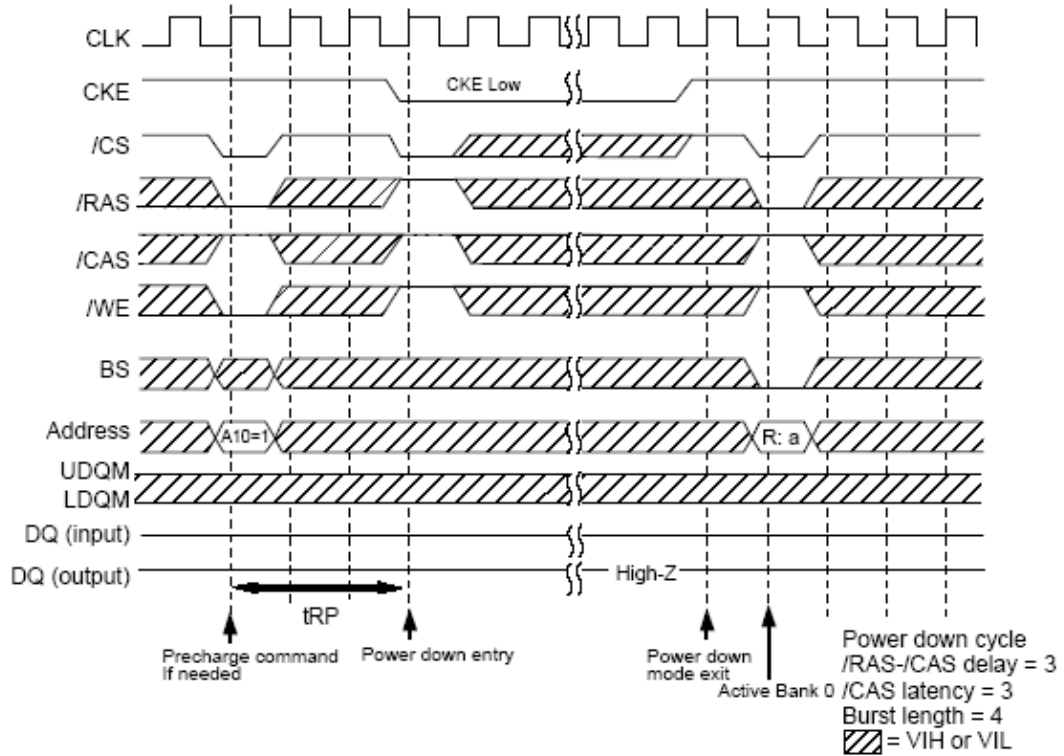 CLK
CKE
CKE Low
/CS
/RAS
/CAS
/WE
BS
Address
A10=1
R: a
UDQM
LDQM
DQ (input)
DQ (output)
High-Z
tRP
Precharge command
If needed
Power down entry
Power down
mode exit
Active Bank 0
Power down cycle
/RAS-/CAS delay = 3
/CAS latency = 3
Burst length = 4
= VIH or VIL